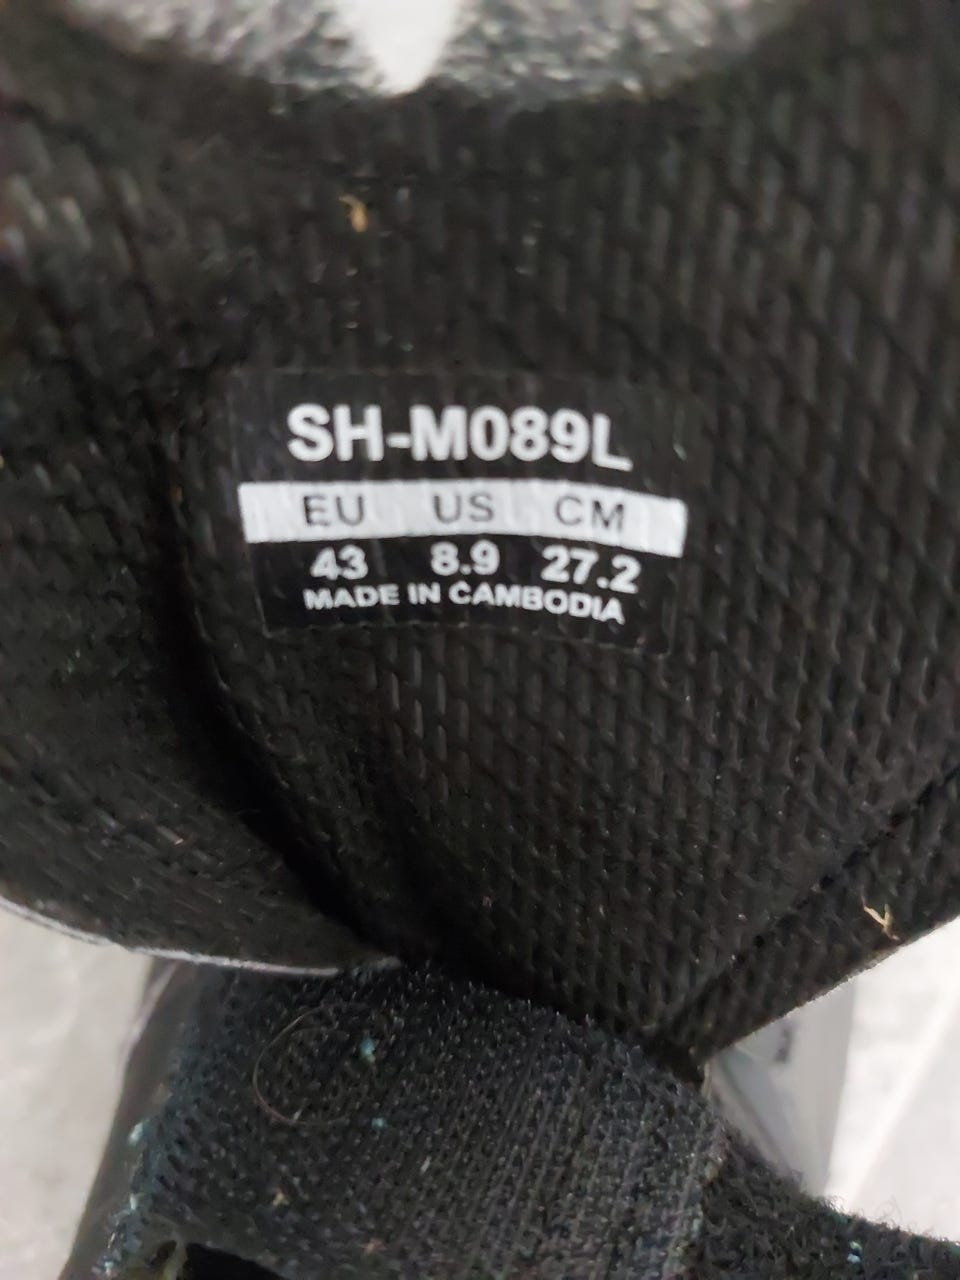 SH-M089L
EU US CM
43 8.9 27.2
MADE IN CAMBODIA